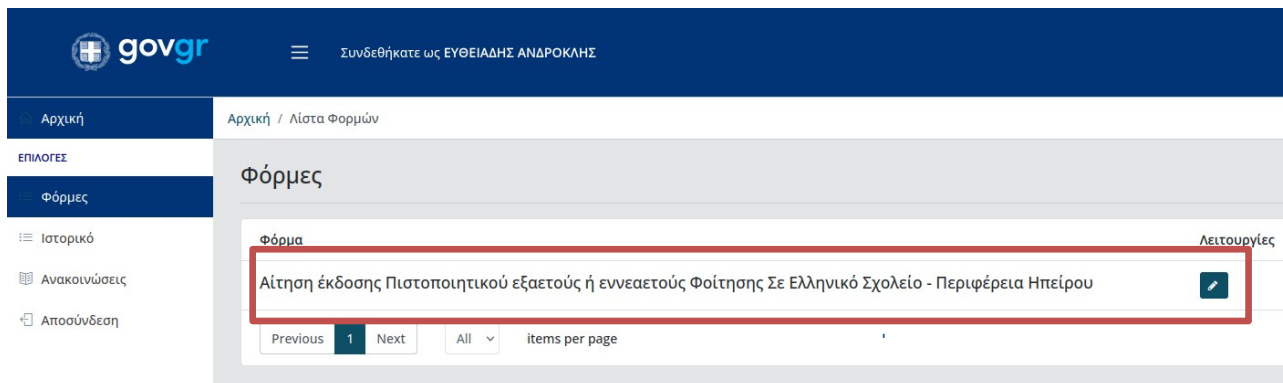 govgr
Συνδεθήκατε ως ΕΥΘΕΙΑΔΗΣ ΑΝΔΡΟΚΛΗΣ
Αρχική
Αρχική / Λίστα Φορμών
ΕΠΙΛΟΓΕΣ
Φόρμες
Φόρμες
Ιστορικό
Φόρμα
Λειτουργίες
Ανακοινώσεις
Αίτηση έκδοσης Πιστοποιητικού εξαετούς ή εννεαετούς Φοίτησης Σε Ελληνικό Σχολείο - Περιφέρεια Ηπείρου
Αποσύνδεση
Previous 1 Next All items per page